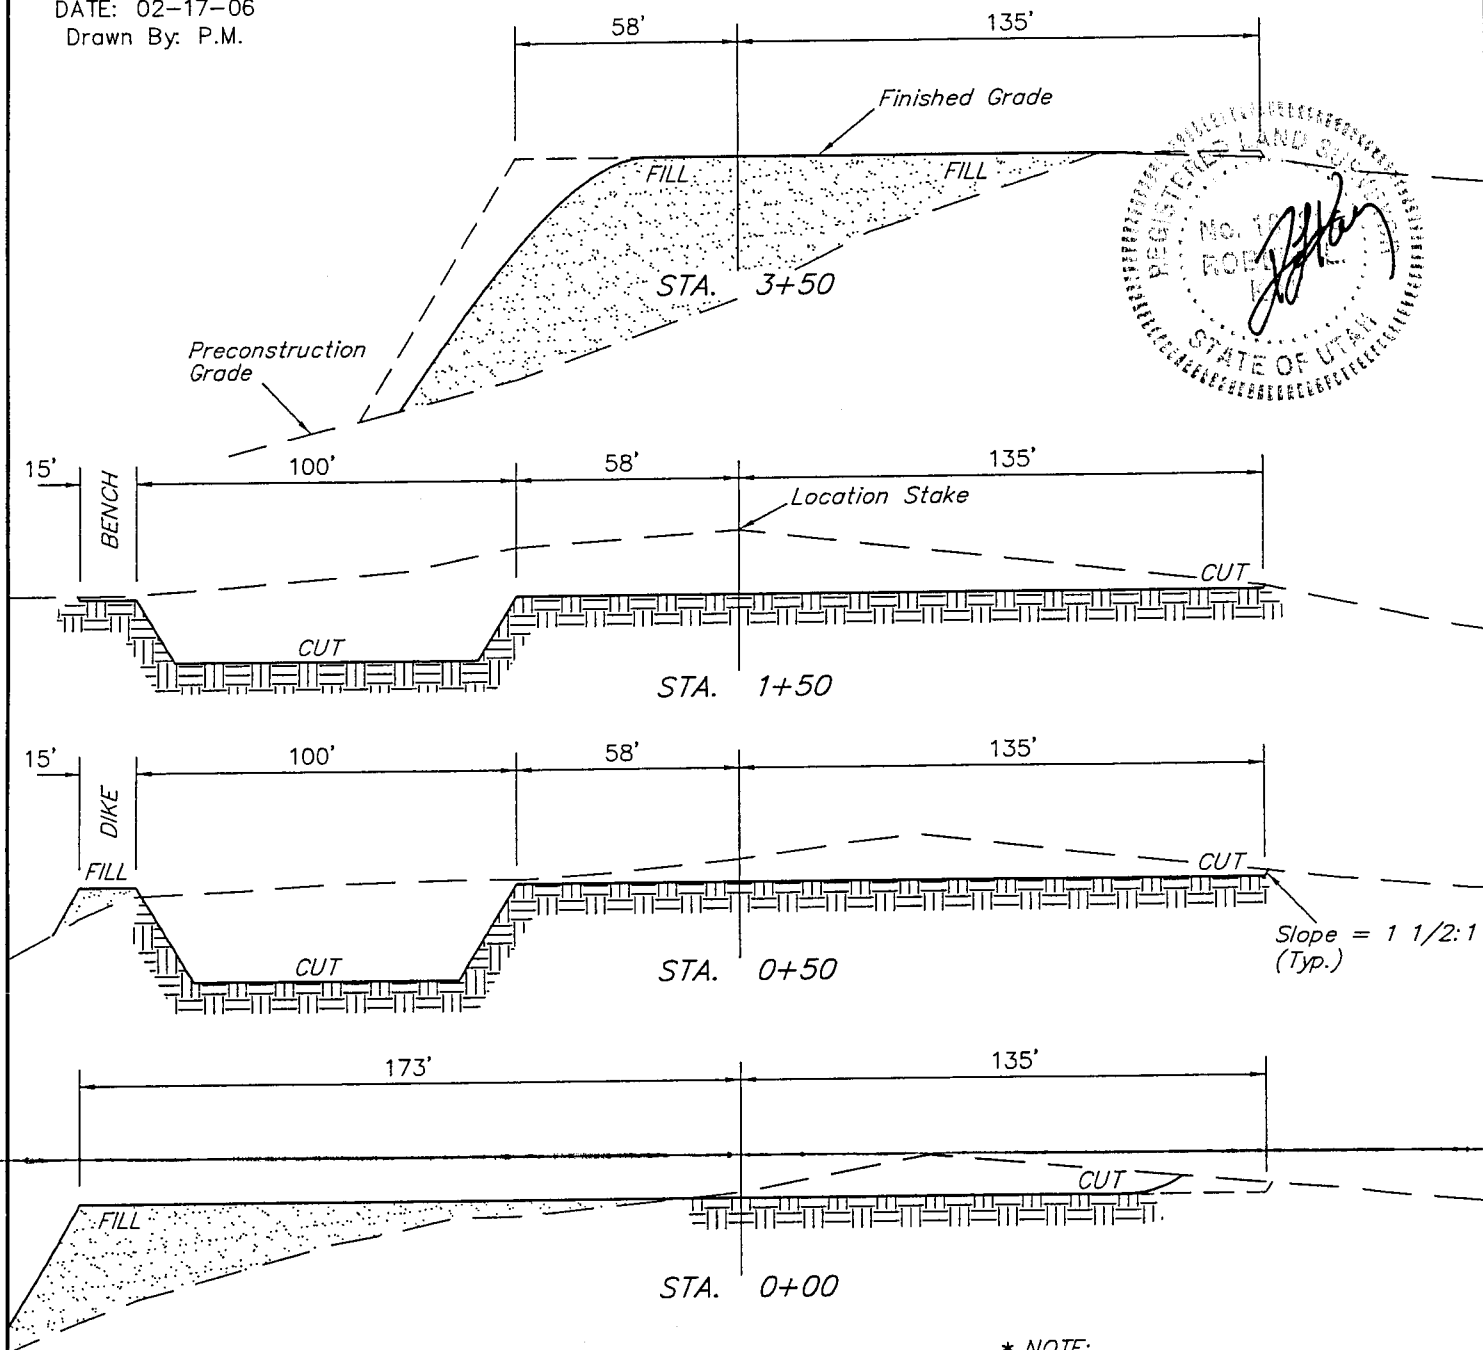 DATE: 02-17-06
Drawn By: P.M.
58'
135'
Finished Grade
FILL
FILL
STA. 3+50
Preconstruction
Grade
REGISTERED LAND
No.
STATE OF UTAH
15'
BENCH
100'
58'
135'
Location Stake
CUT
CUT
STA. 1+50
15'
DIKE
100'
58'
135'
FILL
CUT
CUT
STA. 0+50
Slope = 1 1/2:1
(Typ.)
173'
135'
FILL
CUT
STA. 0+00
* NOTE: